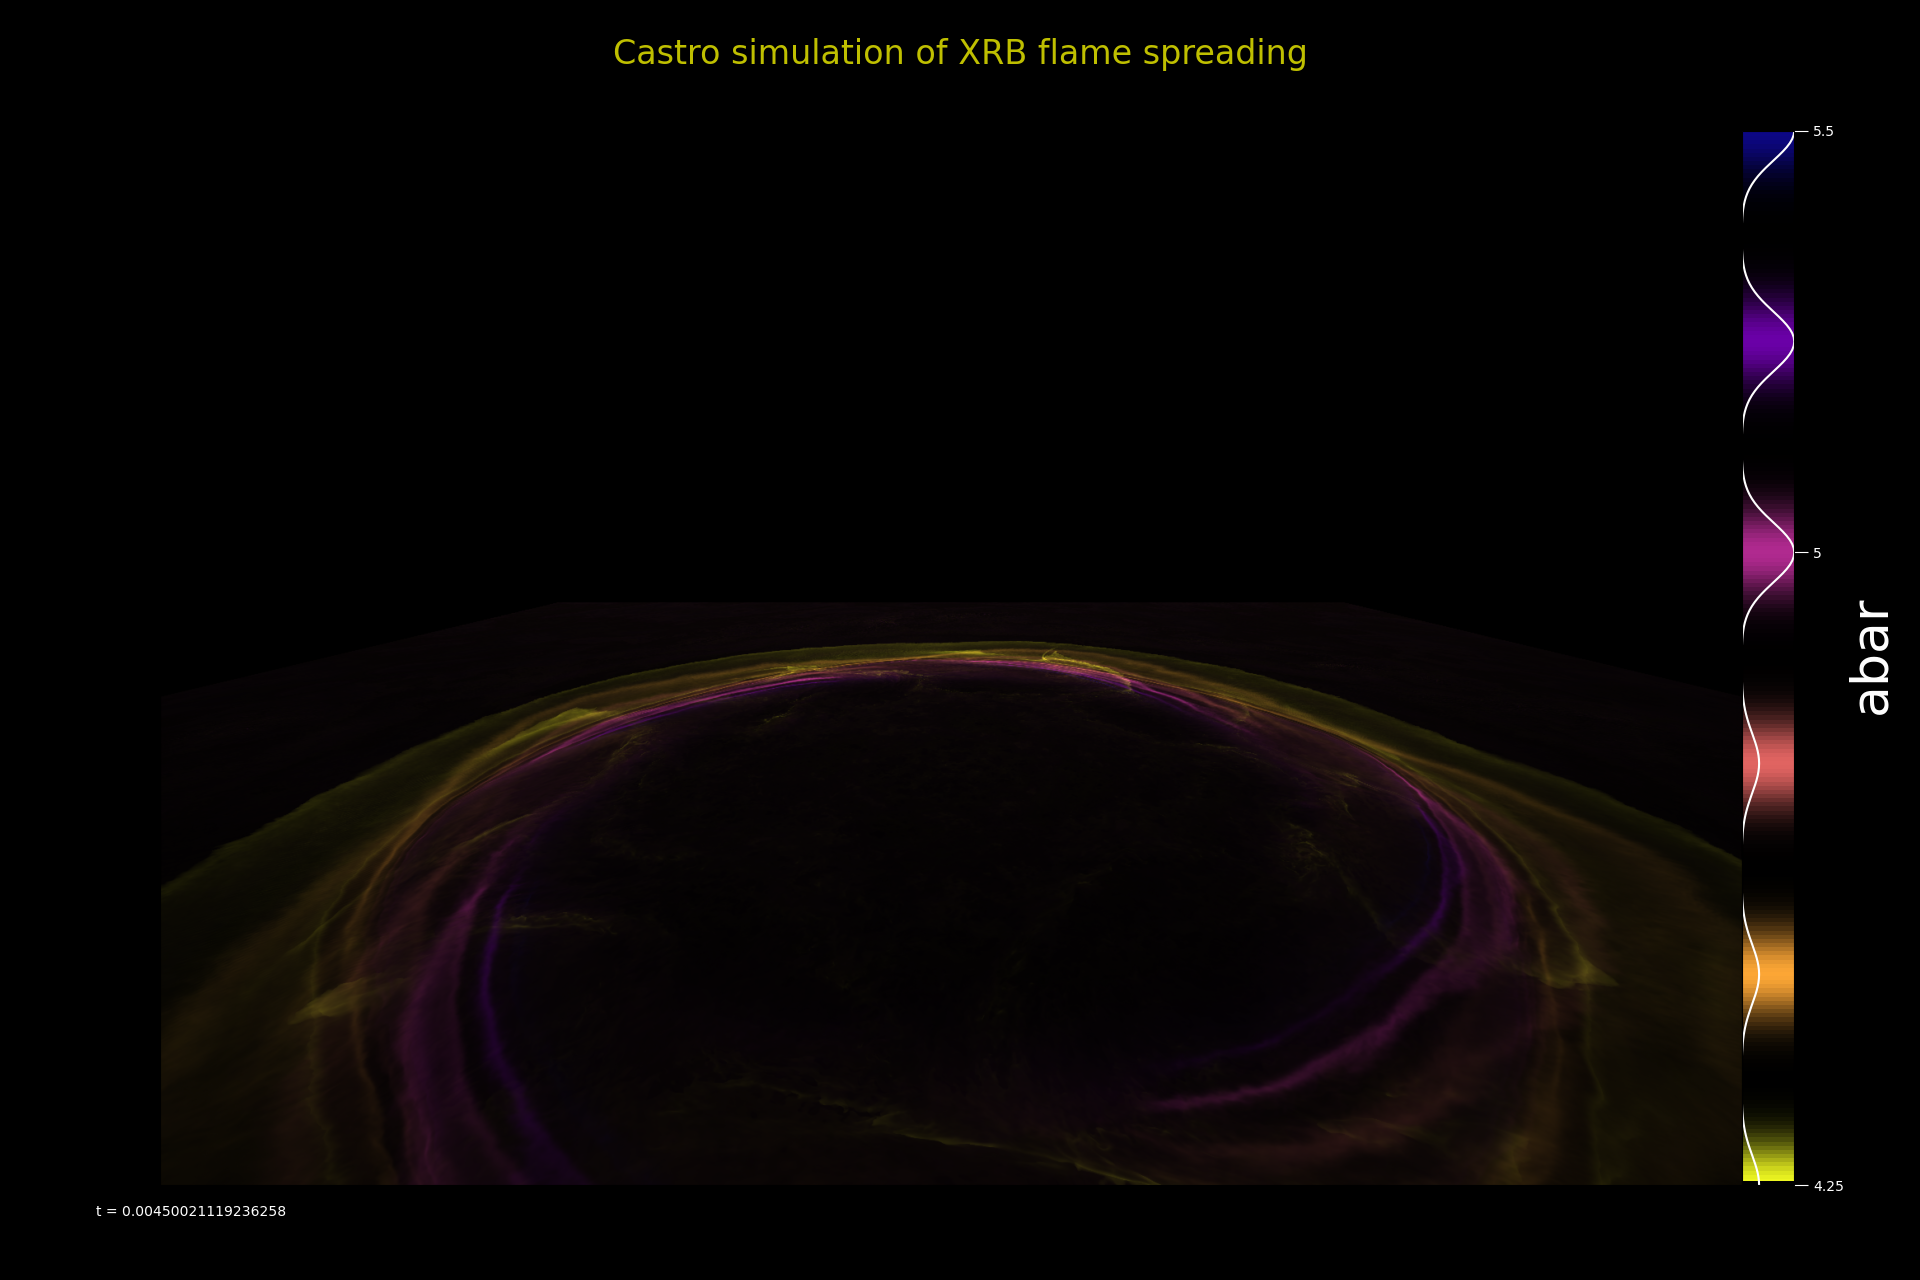 Castro simulation of XRB flame spreading
5.5
5
abar
4.25
t = 0.00450021119236258